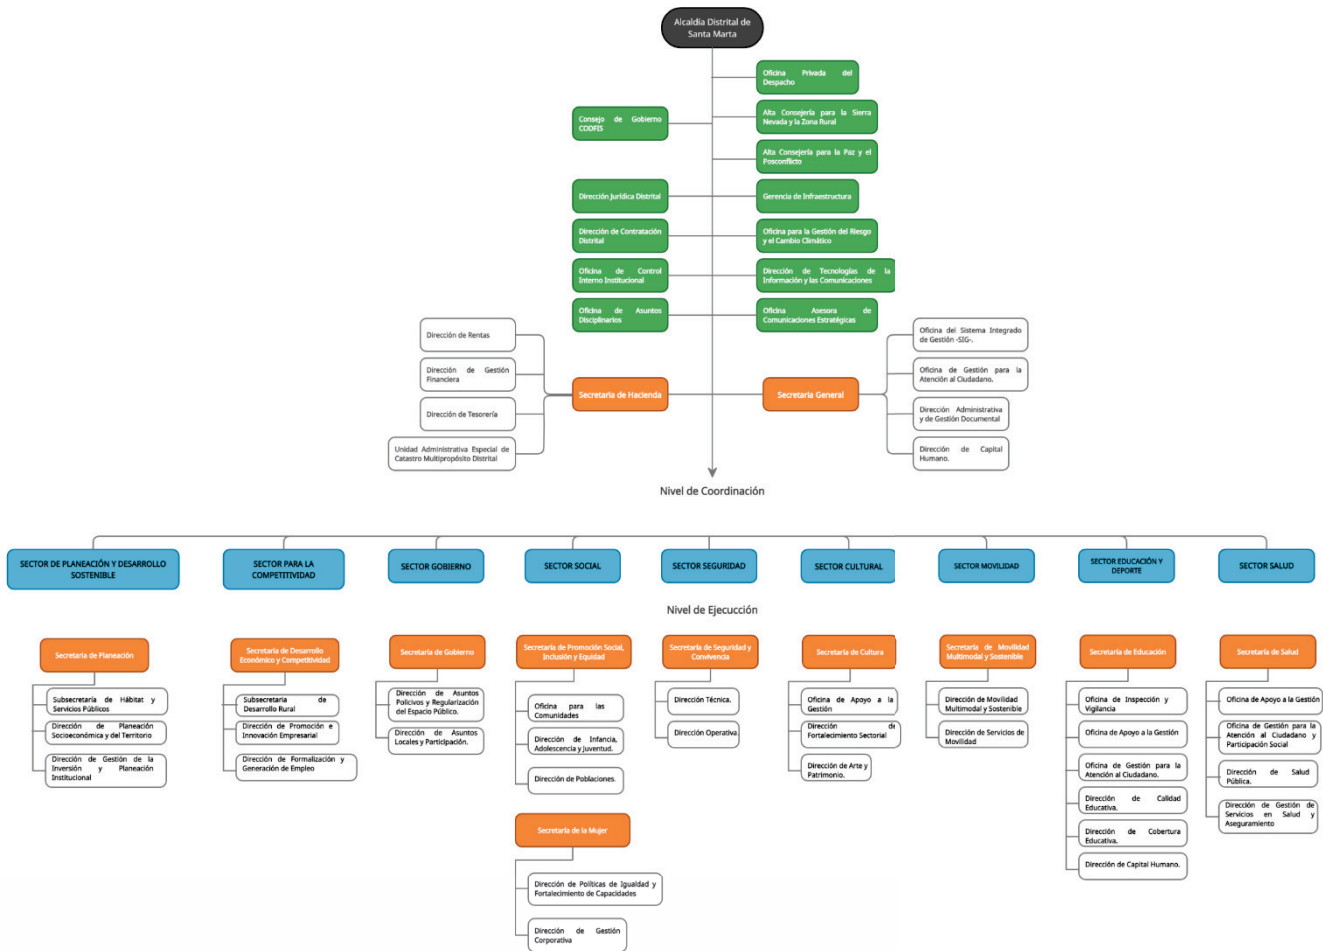 Alcaldía Distrital de
Santa Marta
Oficina Privada del
Despacho
Consejo de Gobierno
CODFIS
Alta Consejería para la Sierra
Nevada y la Zona Rural
Alta Consejería para la Paz y el
Posconflicto
Dirección Jurídica Distrital
Gerencia de Infraestructura
Dirección de Contratación
Distrital
Oficina para la Gestión del Riesgo
y el Cambio Climático
Oficina de Control
Interno Institucional
Dirección de Tecnologías de la
Información y las Comunicaciones
Oficina de Asuntos
Disciplinarios
Oficina Asesora de
Comunicaciones Estratégicas
Dirección de Rentas
Dirección de Gestión
Financiera
Dirección de Tesorería
Unidad Administrativa Especial de
Catastro Multipropósito Distrital
Secretaria de Hacienda
Secretaría General
Oficina del Sistema Integrado
de Gestión -SIG-.
Oficina de Gestión para la
Atención al Ciudadano.
Dirección Administrativa
y de Gestión Documental
Dirección de Capital
Humano.
Nivel de Coordinación
SECTOR DE PLANEACIÓN Y DESARROLLO
SOSTENIBLE
SECTOR PARA LA
COMPETITIVIDAD
SECTOR GOBIERNO
SECTOR SOCIAL
SECTOR SEGURIDAD
SECTOR CULTURAL
SECTOR MOVILIDAD
SECTOR EDUCACIÓN Y
DEPORTE
SECTOR SALUD
Nivel de Ejecucción
Secretaría de Planeación
Subsecretaría de Hábitat y
Servicios Públicos
Dirección de Planeación
Socioeconómica y del Territorio
Dirección de Gestión de la
Inversión y Planeación
Institucional
Secretaría de Desarrollo
Económico y Competitividad
Subsecretaria de
Desarrollo Rural
Dirección de Promoción e
Innovación Empresarial
Dirección de Formalización y
Generación de Empleo
Secretaría de Gobierno
Dirección de Asuntos
Policivos y Regularización
del Espacio Público.
Dirección de Asuntos
Locales y Participación.
Secretaría de Promoción Social,
Inclusión y Equidad
Oficina para las
Comunidades
Dirección de Infancia,
Adolescencia y Juventud.
Dirección de Poblaciones.
Secretaría de la Mujer
Dirección de Políticas de Igualdad y
Fortalecimiento de Capacidades
Dirección de Gestión
Corporativa
Secretaría de Seguridad y
Convivencia
Dirección Técnica.
Dirección Operativa.
Secretaría de Cultura
Oficina de Apoyo a la
Gestión
Dirección de
Fortalecimiento Sectorial
Dirección de Arte y
Patrimonio.
Secretaría de Movilidad
Multimodal y Sostenible
Dirección de Movilidad
Multimodal y Sostenible
Dirección de Servicios de
Movilidad
Secretaría de Educación
Oficina de Inspección y
Vigilancia
Oficina de Apoyo a la Gestión
Oficina de Gestión para la
Atención al Ciudadano.
Dirección de Calidad
Educativa.
Dirección de Cobertura
Educativa.
Dirección de Capital Humano.
Secretaría de Salud
Oficina de Apoyo a la Gestión
Oficina de Gestión para la
Atención al Ciudadano y
Participación Social
Dirección de Salud
Pública.
Dirección de Gestión de
Servicios en Salud y
Aseguramiento